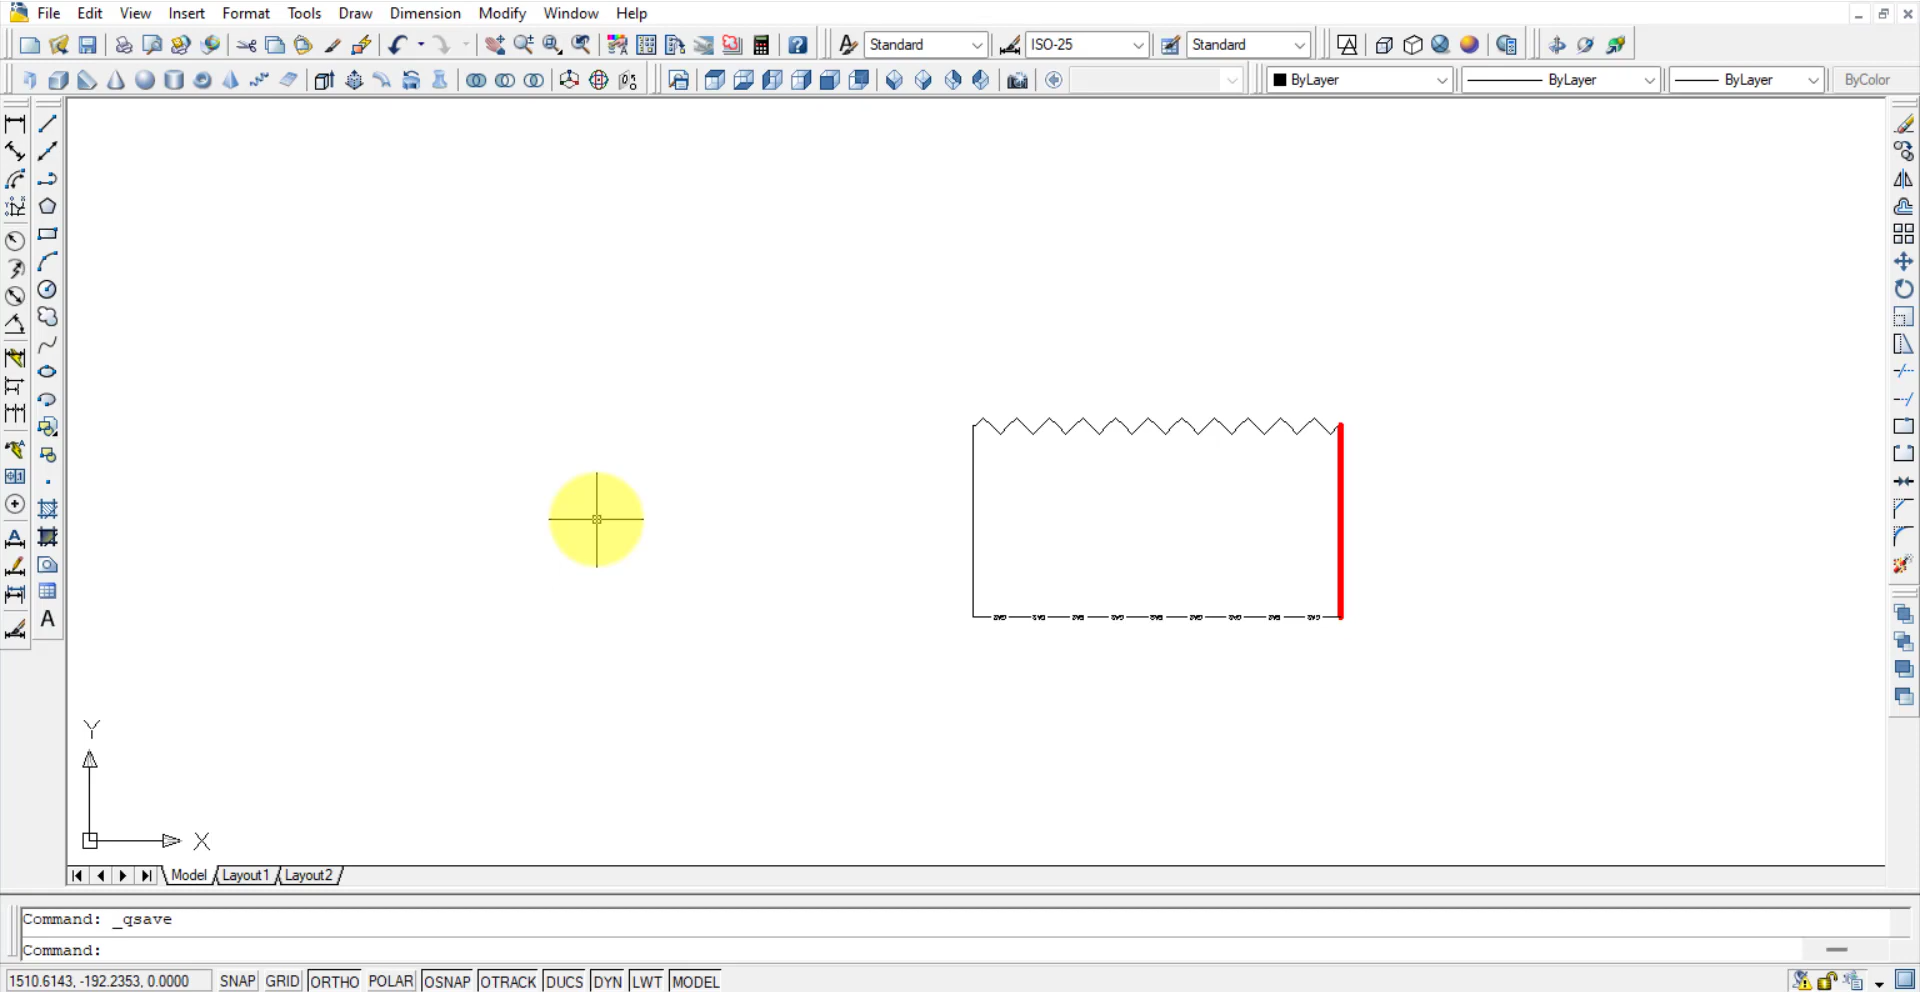 File Edit View Insert Format Tools Draw Dimension Modify Window Help
Standard ISO-25 Standard
ByLayer ByLayer ByLayer ByColor
Y
X
Model Layout1 Layout2
Command: _qsave
Command:
1510.6143, -192.2353, 0.0000 SNAP GRID ORTHO POLAR OSNAP OTRACK DUCS DYN LWT MODEL